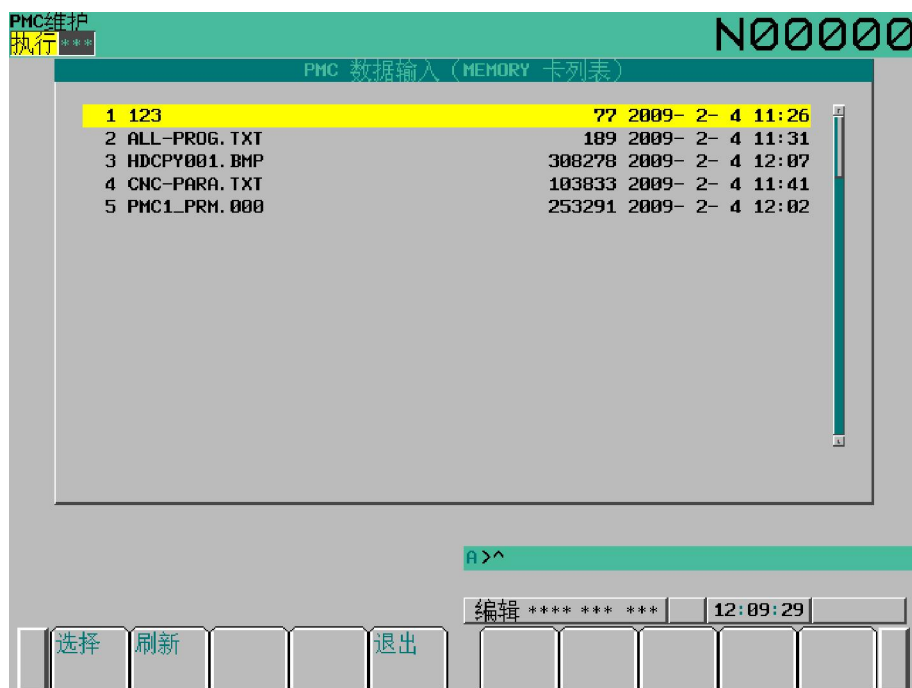 PMC维护
执行*** N00000
PMC 数据输入（MEMORY 卡列表）
1 123 77 2009- 2- 4 11:26
2 ALL-PROG.TXT 189 2009- 2- 4 11:31
3 HDCPY001.BMP 308278 2009- 2- 4 12:07
4 CNC-PARA.TXT 103833 2009- 2- 4 11:41
5 PMC1_PRM.000 253291 2009- 2- 4 12:02
A>^
编辑 **** *** *** 12:09:29
选择 刷新 退出